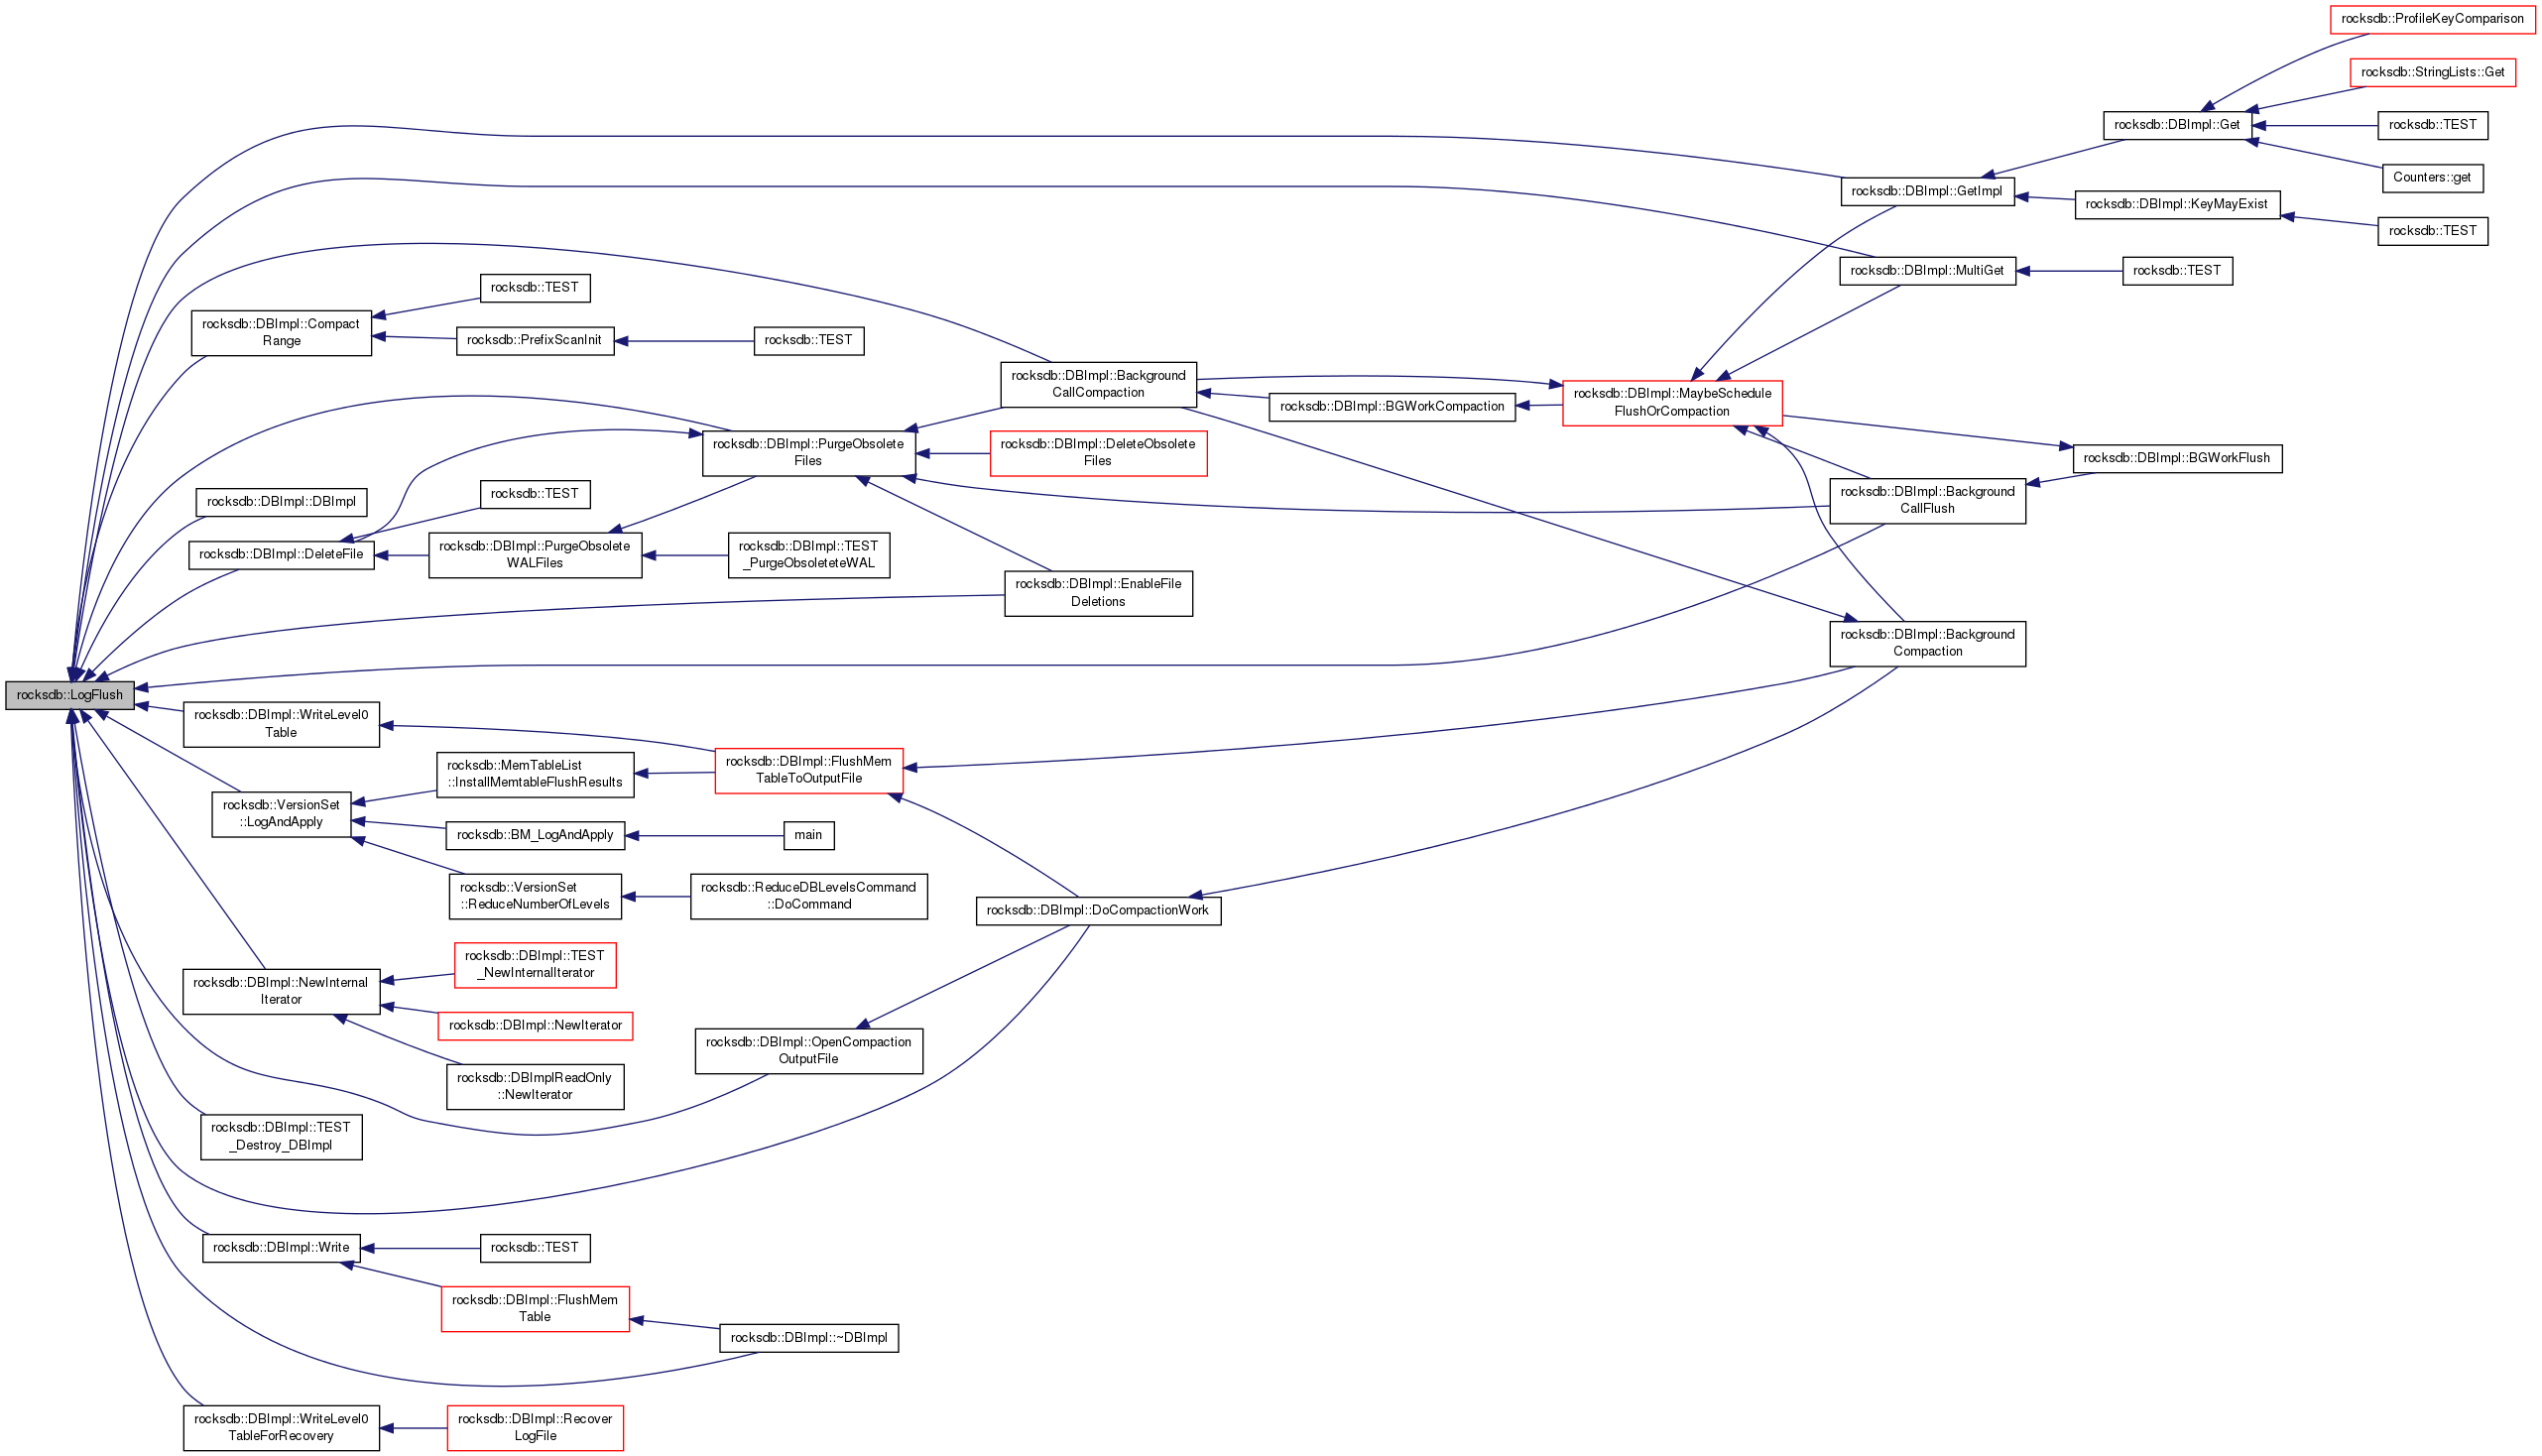 rocksdb::ProfileKeyComparison
rocksdb::StringLists::Get
rocksdb::DBImpl::Get
rocksdb::TEST
Counters::get
rocksdb::DBImpl::GetImpl
rocksdb::DBImpl::KeyMayExist
rocksdb::TEST
rocksdb::DBImpl::MultiGet
rocksdb::TEST
rocksdb::TEST
rocksdb::DBImpl::Compact
Range
rocksdb::PrefixScanInit
rocksdb::TEST
rocksdb::DBImpl::Background
CallCompaction
rocksdb::DBImpl::BGWorkCompaction
rocksdb::DBImpl::MaybeSchedule
FlushOrCompaction
rocksdb::DBImpl::PurgeObsolete
Files
rocksdb::DBImpl::DeleteObsolete
Files
rocksdb::DBImpl::BGWorkFlush
rocksdb::DBImpl::DBImpl
rocksdb::TEST
rocksdb::DBImpl::Background
CallFlush
rocksdb::DBImpl::DeleteFile
rocksdb::DBImpl::PurgeObsolete
WALFiles
rocksdb::DBImpl::TEST
_PurgeObsoleteteWAL
rocksdb::DBImpl::EnableFile
Deletions
rocksdb::DBImpl::Background
Compaction
rocksdb::LogFlush
rocksdb::DBImpl::WriteLevel0
Table
rocksdb::MemTableList
::InstallMemtableFlushResults
rocksdb::DBImpl::FlushMem
TableToOutputFile
rocksdb::VersionSet
::LogAndApply
rocksdb::BM_LogAndApply
main
rocksdb::VersionSet
::ReduceNumberOfLevels
rocksdb::ReduceDBLevelsCommand
::DoCommand
rocksdb::DBImpl::DoCompactionWork
rocksdb::DBImpl::NewInternal
Iterator
rocksdb::DBImpl::TEST
_NewInternalIterator
rocksdb::DBImpl::NewIterator
rocksdb::DBImpl::OpenCompaction
OutputFile
rocksdb::DBImplReadOnly
::NewIterator
rocksdb::DBImpl::TEST
_Destroy_DBImpl
rocksdb::DBImpl::Write
rocksdb::TEST
rocksdb::DBImpl::FlushMem
Table
rocksdb::DBImpl::~DBImpl
rocksdb::DBImpl::WriteLevel0
TableForRecovery
rocksdb::DBImpl::Recover
LogFile